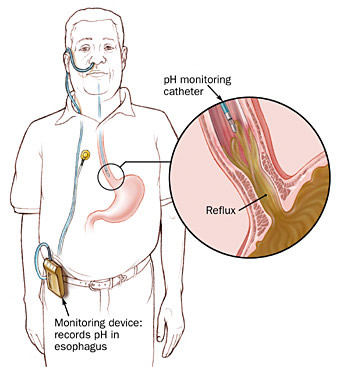 pH monitoring
catheter
Reflux
Monitoring device:
records pH in
esophagus